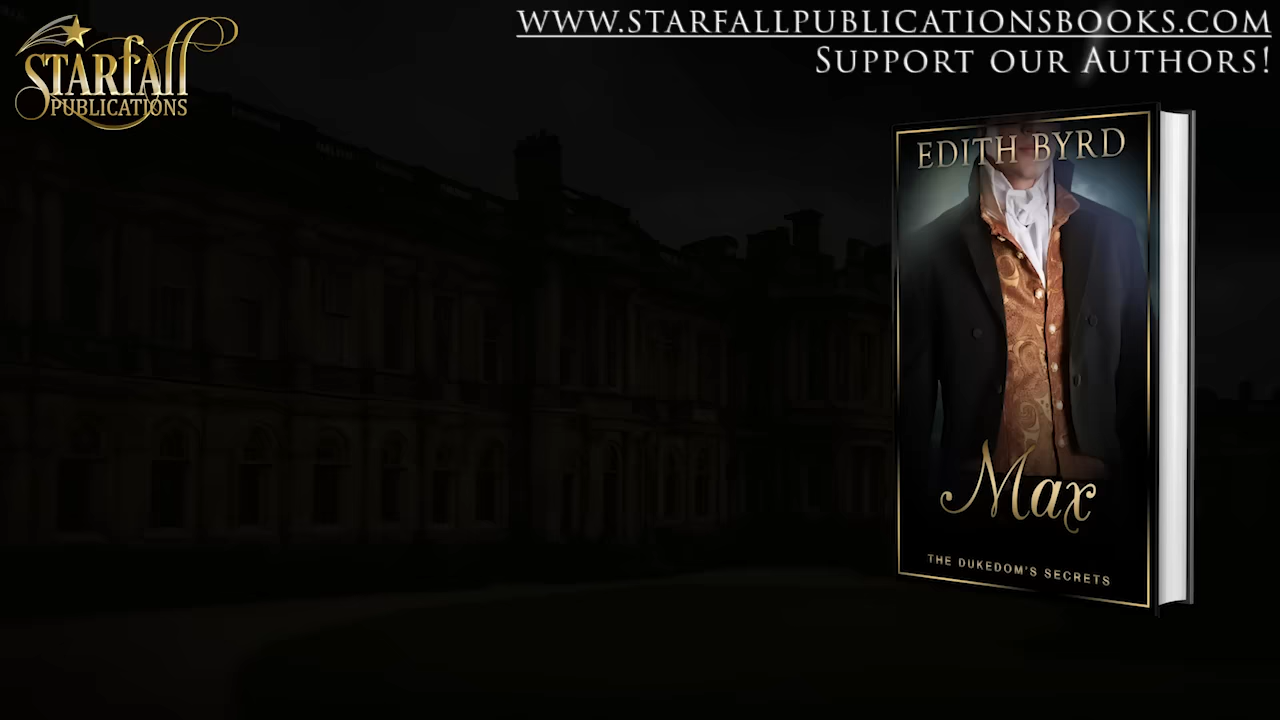 STARfall
PUBLICATIONS
WWW.STARFALLPUBLICATIONSBOOKS.COM
SUPPORT OUR AUTHORS!
EDITH BYRD
Max
THE DUKEDOM'S SECRETS